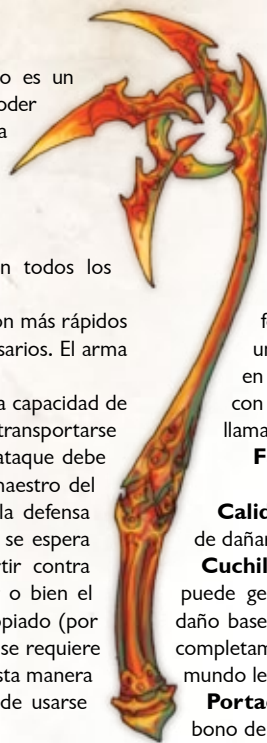 o es un
oder
a
n todos los
on más rápidos
sarios. El arma
a capacidad de
transportarse
ataque debe
maestro del
la defensa
se espera
tir contra
o bien el
piado (por
se requiere
sta manera
de usarse
f
un
en
con
llama
F
Calid
de dañar
Cuchil
puede ge
daño base
completam
mundo le
Porta
bono de